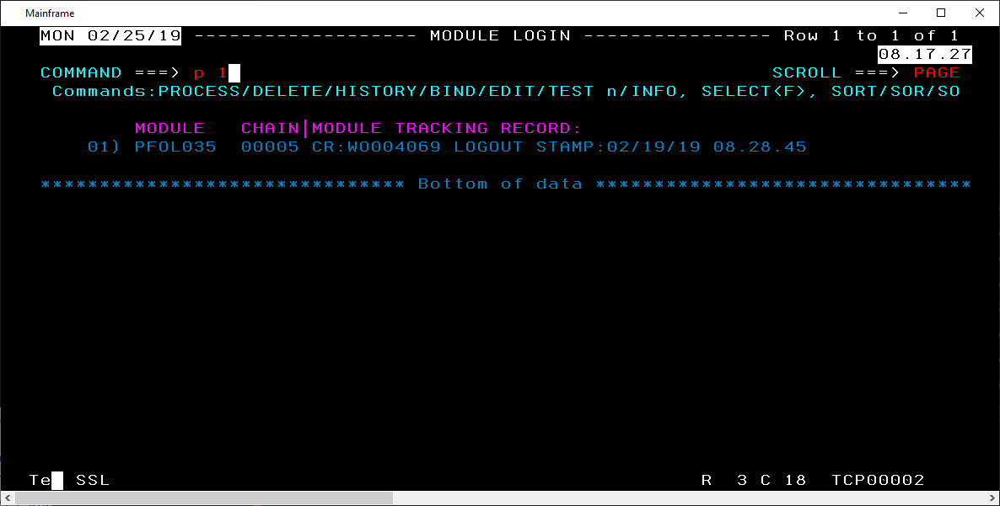 Mainframe
MON 02/25/19 ------------------- MODULE LOGIN ---------------- Row 1 to 1 of 1
08.17.27
COMMAND ===> p 1 SCROLL ===> PAGE
Commands:PROCESS/DELETE/HISTORY/BIND/EDIT/TEST n/INFO, SELECT<F>, SORT/SOR/SO
MODULE CHAIN|MODULE TRACKING RECORD:
01) PFOL035 00005 CR:WO004069 LOGOUT STAMP:02/19/19 08.28.45
******************************* Bottom of data ********************************
Te SSL R 3 C 18 TCP00002